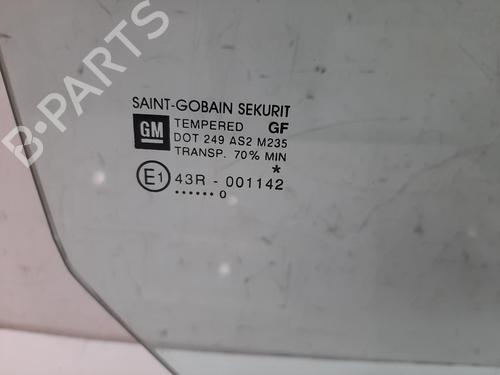 B-PARTS
SAINT-GOBAIN SEKURIT
GM TEMPERED GF
DOT 249 AS2 M235
TRANSP. 70% MIN
*
E1 43R - 001142
...... 0